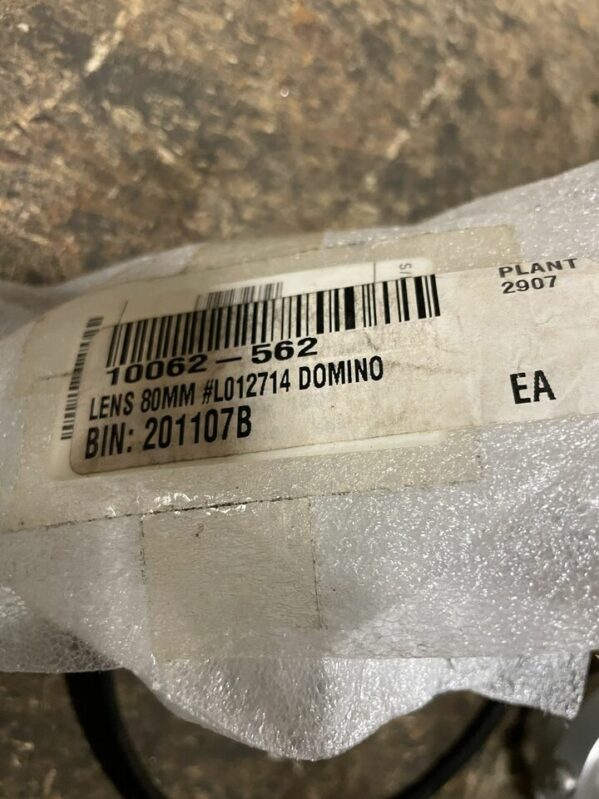 PLANT
2907
10062-562
LENS 80MM #L012714 DOMINO
EA
BIN: 201107B